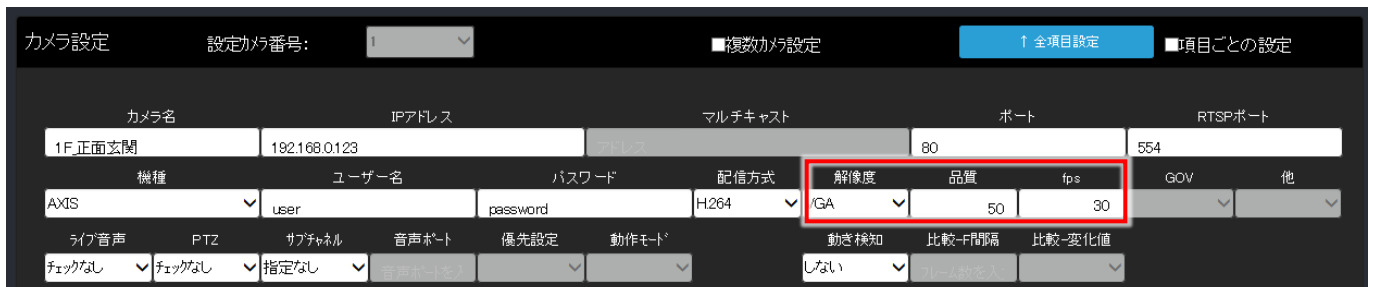 カメラ設定 設定カメラ番号: 1 複数カメラ設定 ↑ 全項目設定 項目ごとの設定
カメラ名 IPアドレス マルチキャスト ポート RTSPポート
1F_正面玄関 192.168.0.123 アドレス 80 554
機種 ユーザー名 パスワード 配信方式 解像度 品質 fps GOV 他
AXIS user password H.264 VGA 50 30
ライブ音声 PTZ サブチャネル 音声ポート 優先設定 動作モード 動き検知 比較-F間隔 比較-変化値
チェックなし チェックなし 指定なし 音声ポートを入 しない フレーム数を入